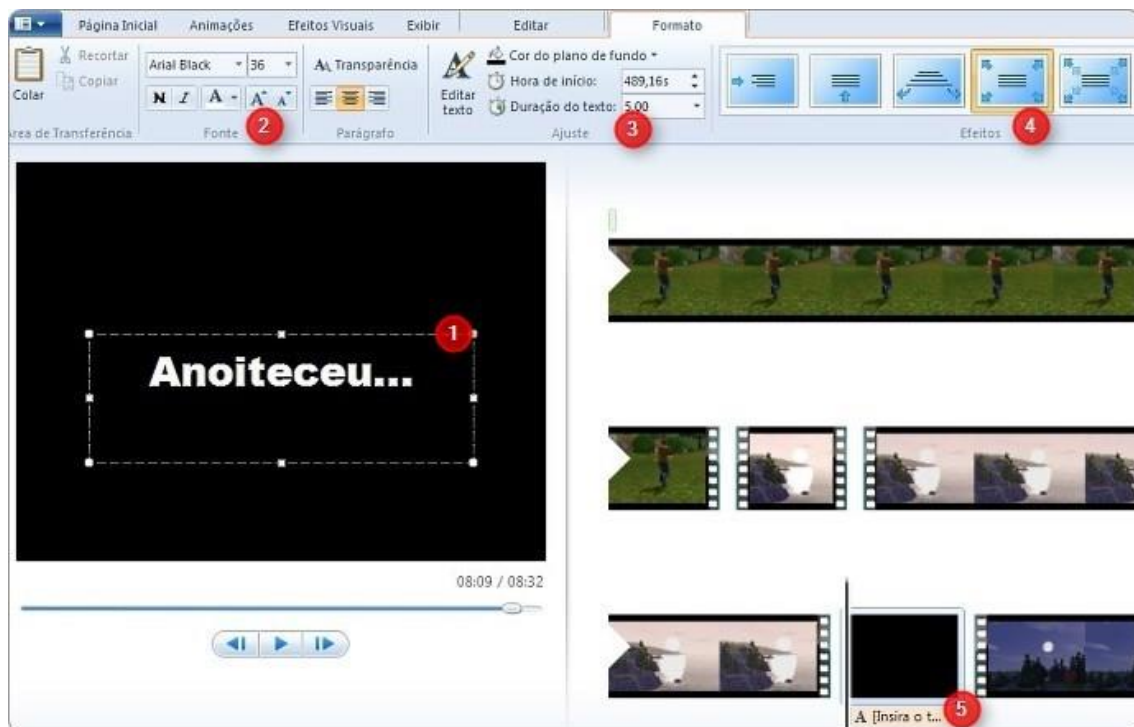 Página Inicial Animações Efeitos Visuais Exibir Editar Formato
Colar
Recortar
Copiar
Área de Transferência
Arial Black 36
N I A A A
Fonte 2
A Transparência
Parágrafo
Editar
texto
Cor do plano de fundo
Hora de início: 489,16s
Duração do texto: 5,00
Ajuste 3
4
Efeitos
1
Anoiteceu...
08:09 / 08:32
A [Insira o t...
5